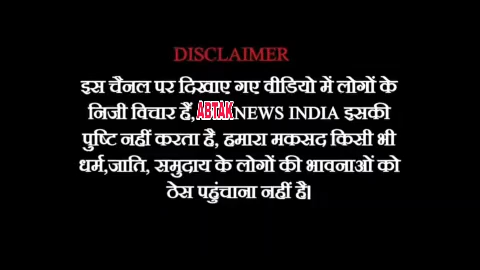 DISCLAIMER
इस चैनल पर दिखाए गए वीडियो में लोगों के
निजी विचार हैं, ABTAK NEWS INDIA इसकी
पुष्टि नहीं करता है, हमारा मकसद किसी भी
धर्म,जाति, समुदाय के लोगों की भावनाओं को
ठेस पहुंचाना नहीं है।